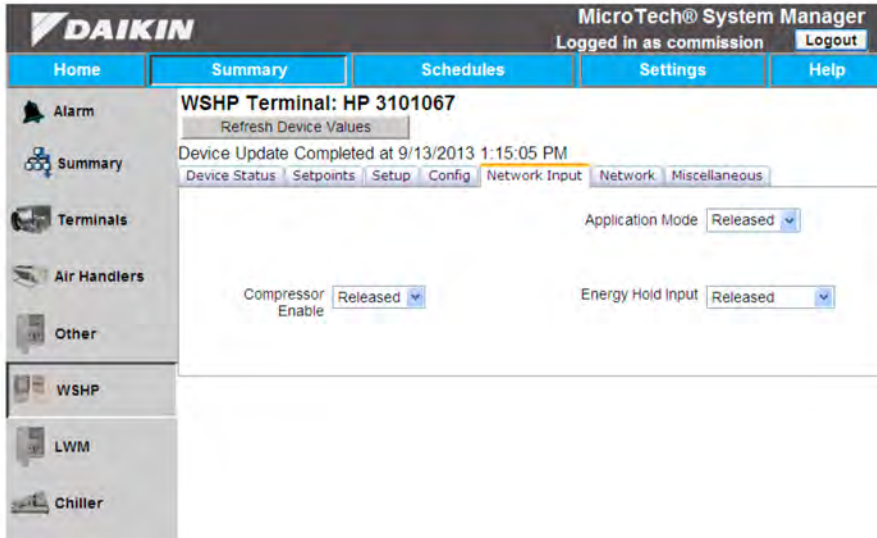 DAIKIN
MicroTech® System Manager
Logged in as commission Logout
Home Summary Schedules Settings Help
Alarm
Summary
Terminals
Air Handlers
Other
WSHP
LWM
Chiller
WSHP Terminal: HP 3101067
Refresh Device Values
Device Update Completed at 9/13/2013 1:15:05 PM
Device Status Setpoints Setup Config Network Input Network Miscellaneous
Application Mode Released
Compressor Enable Released
Energy Hold Input Released